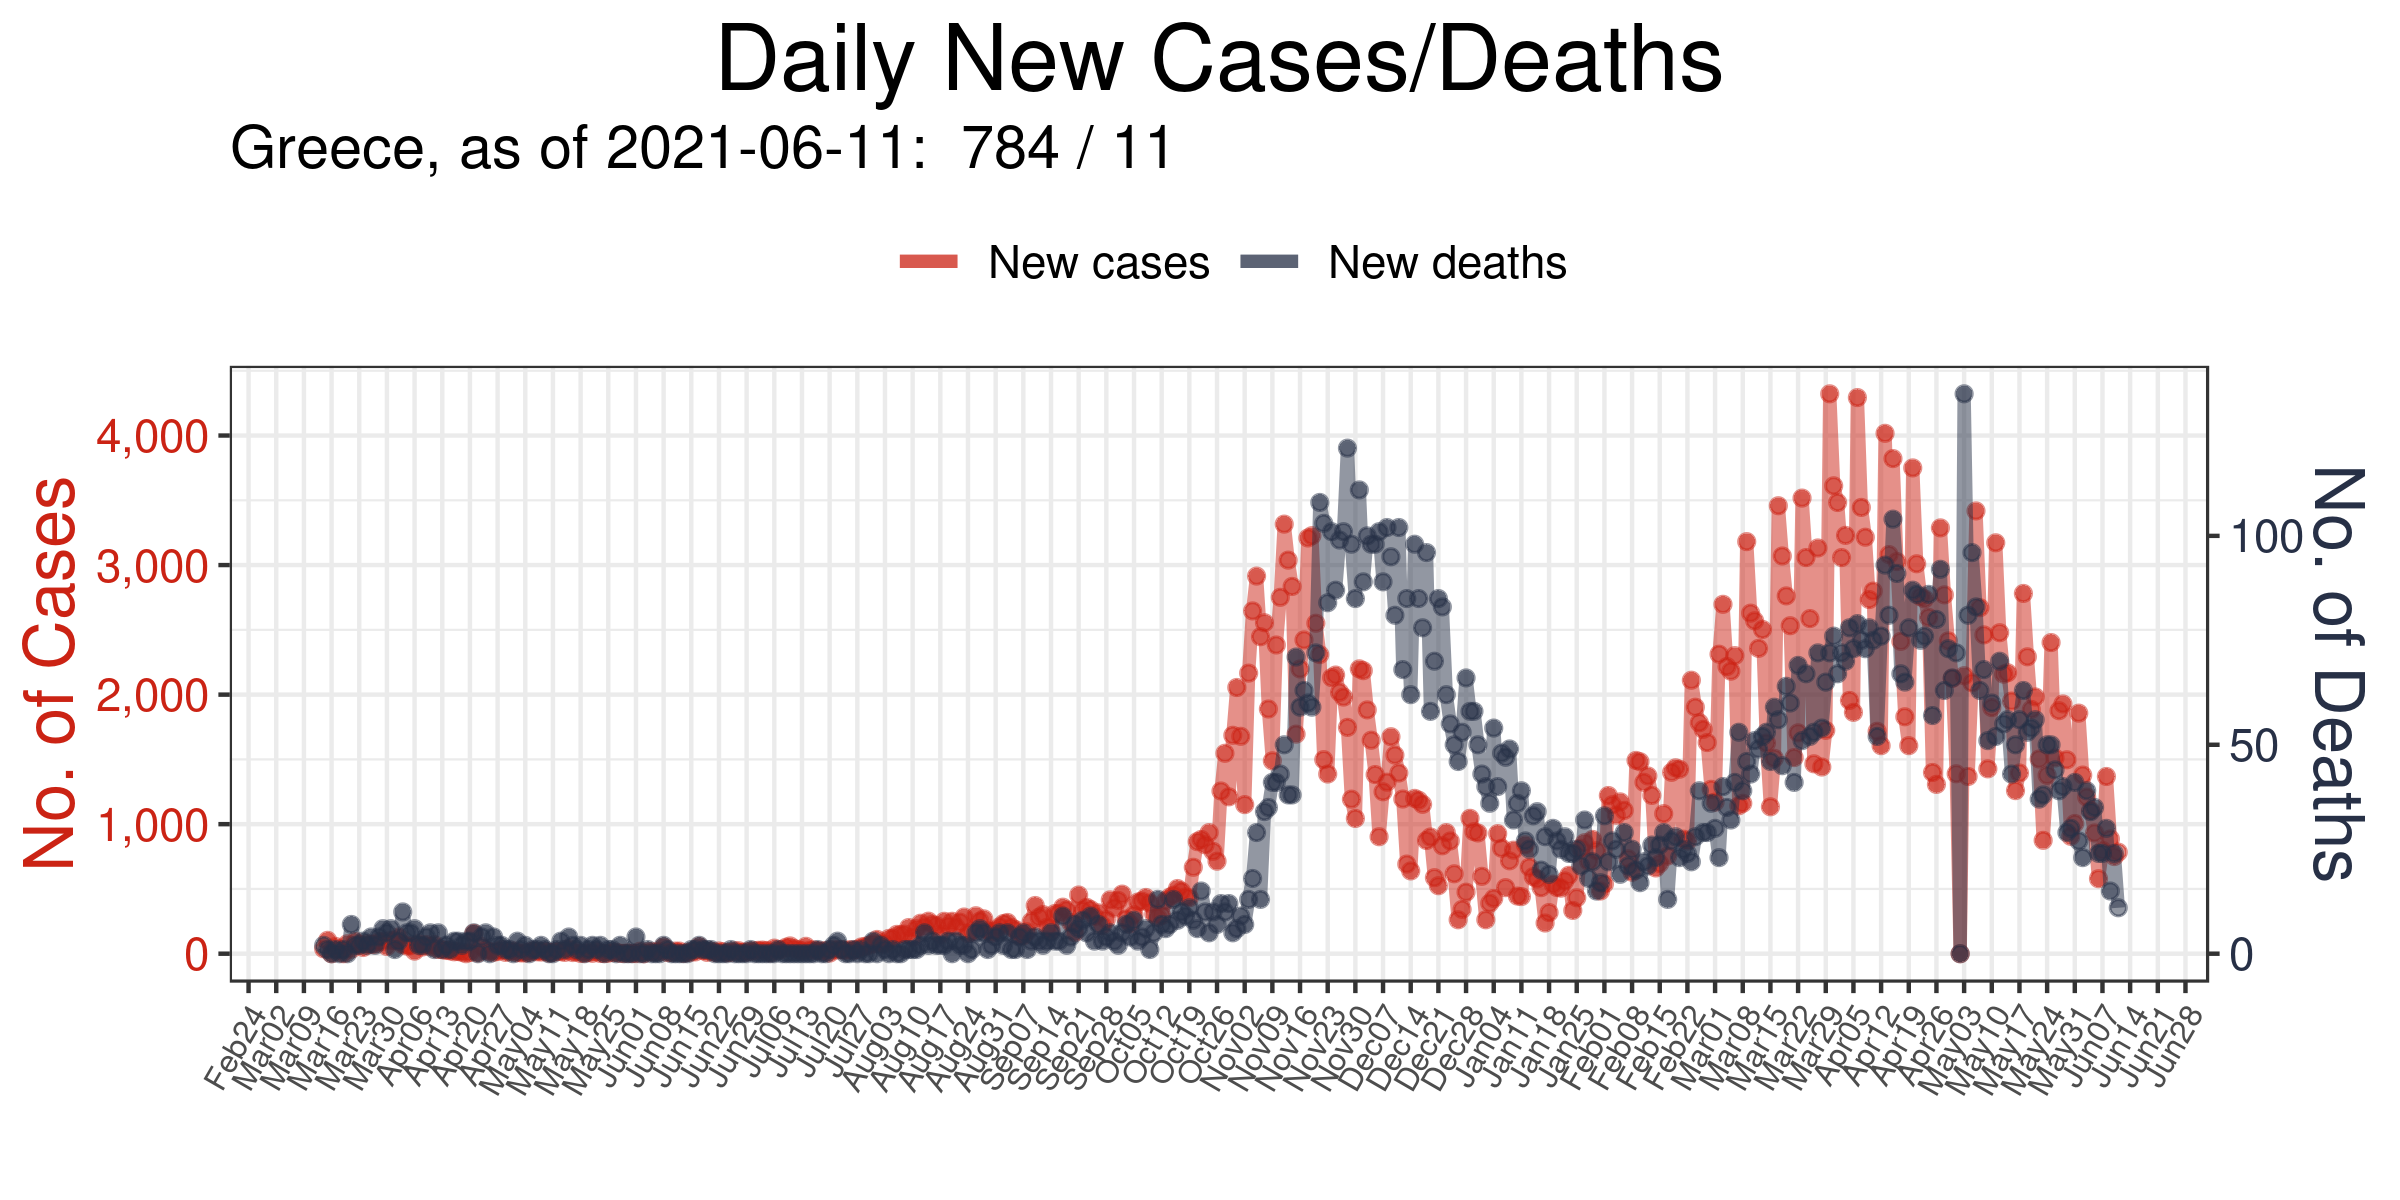 Daily New Cases/Deaths
Greece, as of 2021-06-11:  784 / 11
New cases
New deaths
No. of Cases
4,000
3,000
2,000
1,000
0
No. of Deaths
100
50
0
Feb24
Mar02
Mar09
Mar16
Mar23
Mar30
Apr06
Apr13
Apr20
Apr27
May04
May11
May18
May25
Jun01
Jun08
Jun15
Jun22
Jun29
Jul06
Jul13
Jul20
Jul27
Aug03
Aug10
Aug17
Aug24
Aug31
Sep07
Sep14
Sep21
Sep28
Oct05
Oct12
Oct19
Oct26
Nov02
Nov09
Nov16
Nov23
Nov30
Dec07
Dec14
Dec21
Dec28
Jan04
Jan11
Jan18
Jan25
Feb01
Feb08
Feb15
Feb22
Mar01
Mar08
Mar15
Mar22
Mar29
Apr05
Apr12
Apr19
Apr26
May03
May10
May17
May24
May31
Jun07
Jun14
Jun21
Jun28